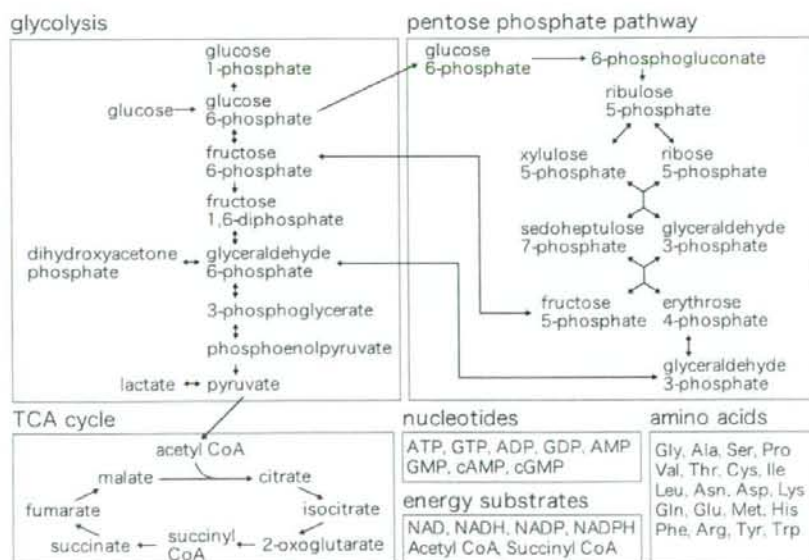 glycolysis
glucose
1-phosphate
glucose
glucose
6-phosphate
fructose
6-phosphate
fructose
1,6-diphosphate
dihydroxyacetone
phosphate
glyceraldehyde
6-phosphate
3-phosphoglycerate
phosphoenolpyruvate
lactate
pyruvate
pentose phosphate pathway
glucose
6-phosphate
6-phosphogluconate
ribulose
5-phosphate
xylulose
5-phosphate
ribose
5-phosphate
sedoheptulose
7-phosphate
glyceraldehyde
3-phosphate
fructose
5-phosphate
erythrose
4-phosphate
glyceraldehyde
3-phosphate
TCA cycle
acetyl CoA
malate
citrate
fumarate
isocitrate
succinate
succinyl
CoA
2-oxoglutarate
nucleotides
ATP, GTP, ADP, GDP, AMP
GMP, cAMP, cGMP
energy substrates
NAD, NADH, NADP, NADPH
Acetyl CoA, Succinyl CoA
amino acids
Gly, Ala, Ser, Pro
Val, Thr, Cys, Ile
Leu, Asn, Asp, Lys
Gln, Glu, Met, His
Phe, Arg, Tyr, Trp